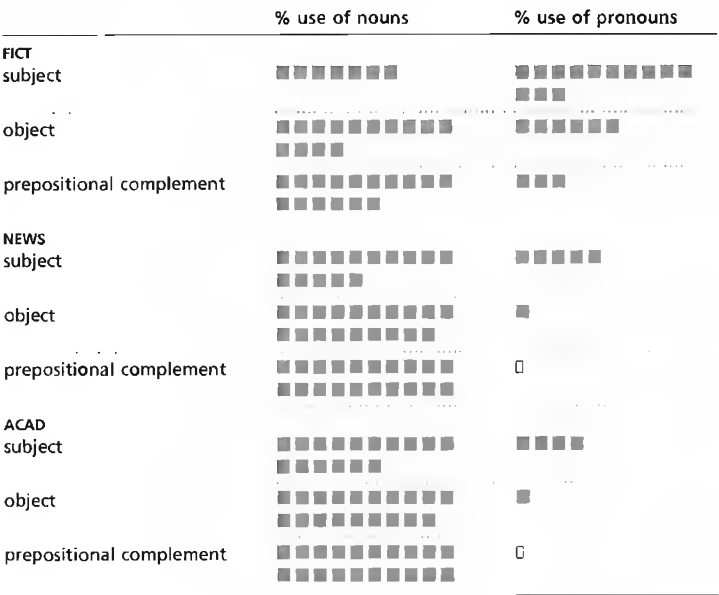 % use of nouns % use of pronouns
FICT
subject
object
prepositional complement
NEWS
subject
object
prepositional complement
ACAD
subject
object
prepositional complement